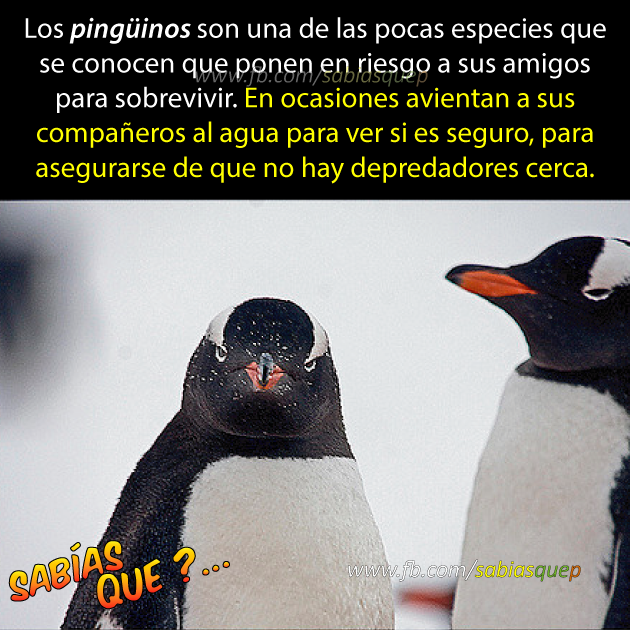 Los pingüinos son una de las pocas especies que
se conocen que ponen en riesgo a sus amigos
www.fb.com/sabiasquep
para sobrevivir. En ocasiones avientan a sus
compañeros al agua para ver si es seguro, para
asegurarse de que no hay depredadores cerca.
SABÍAS
QUE ?...
www.fb.com/sabiasquep